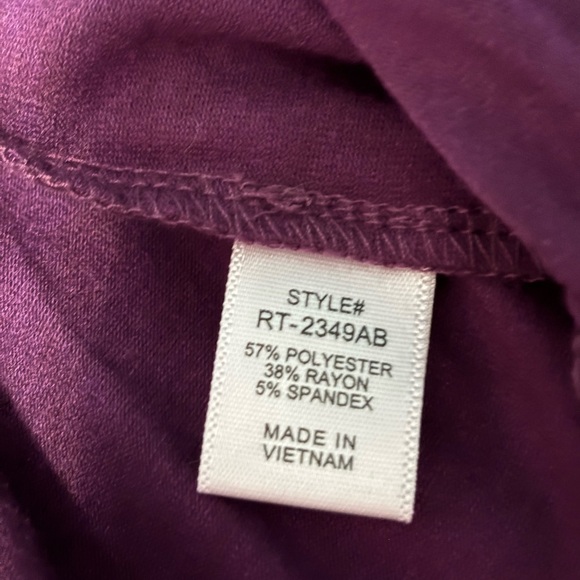 STYLE#
RT-2349AB
57% POLYESTER
38% RAYON
5% SPANDEX
MADE IN
VIETNAM